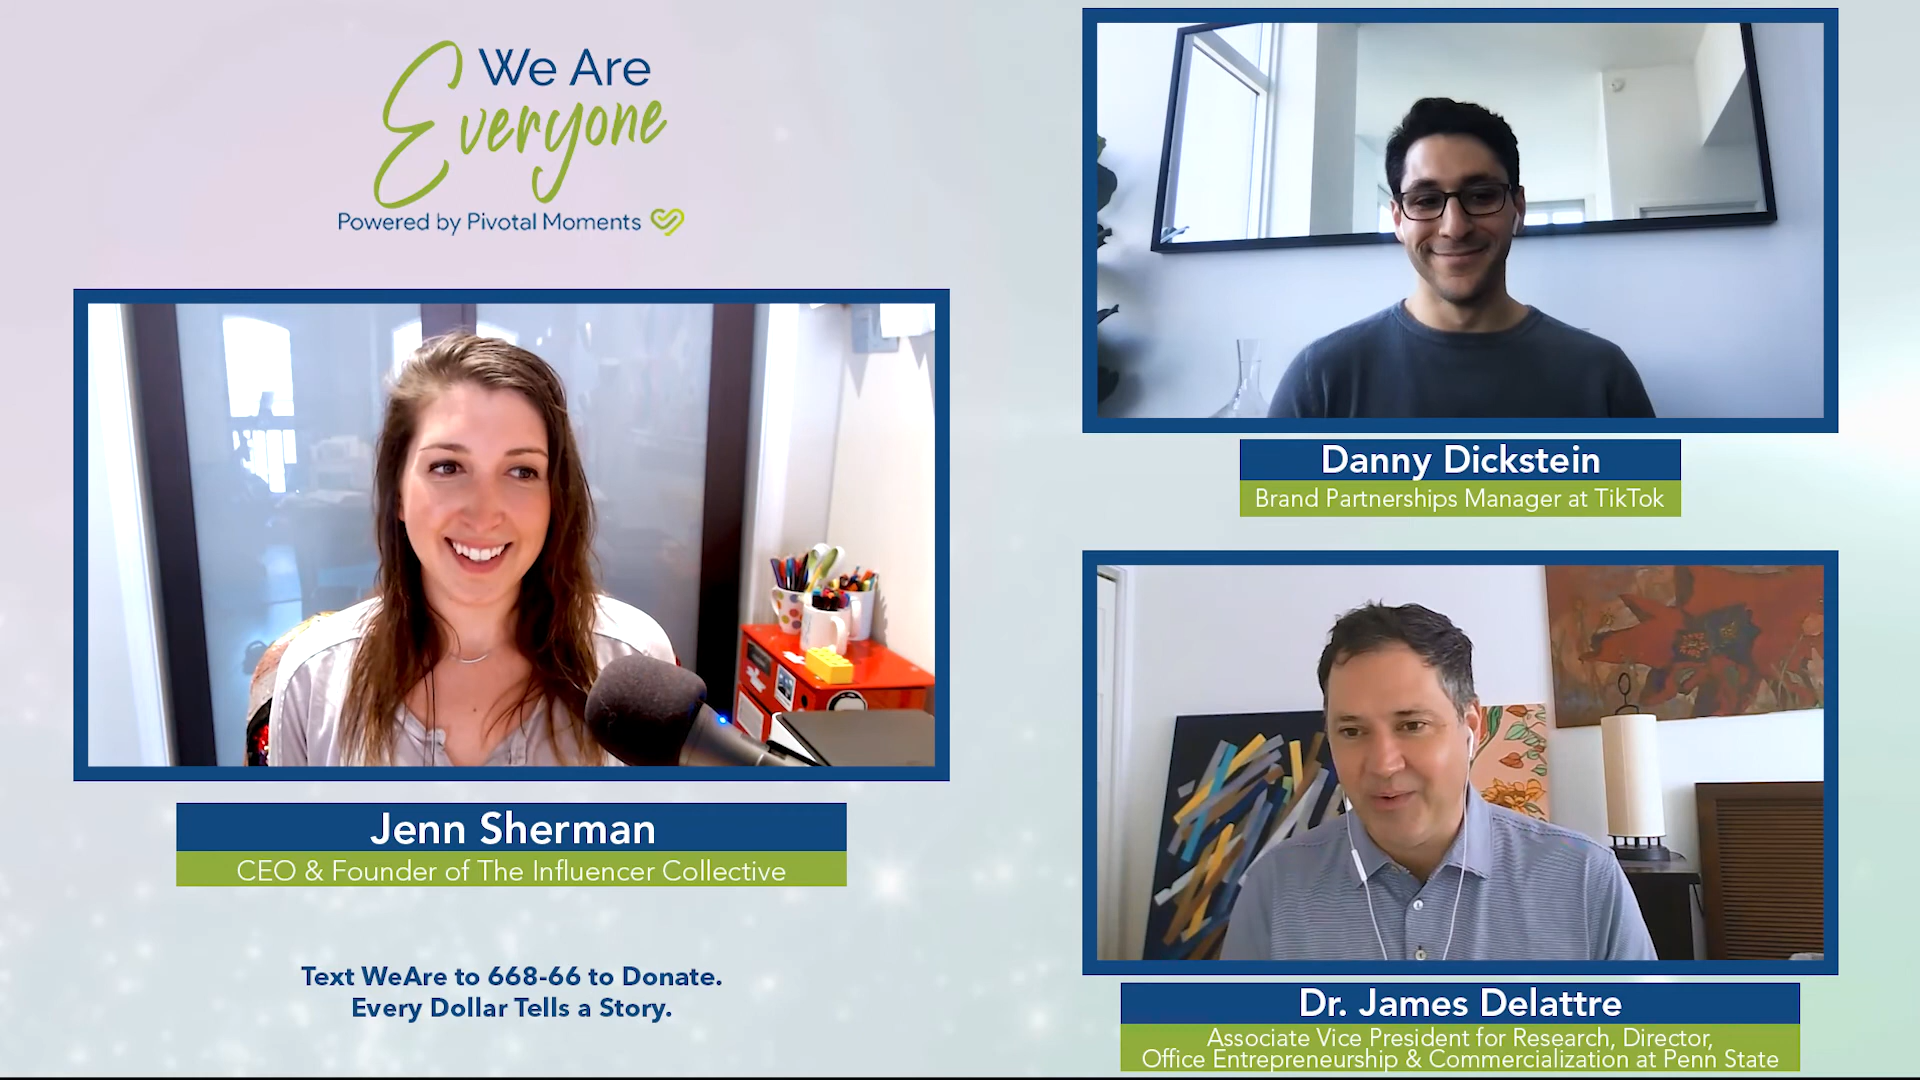 We Are
Everyone
Powered by Pivotal Moments
Jenn Sherman
CEO & Founder of The Influencer Collective
Text WeAre to 668-66 to Donate.
Every Dollar Tells a Story.
Danny Dickstein
Brand Partnerships Manager at TikTok
Dr. James Delattre
Associate Vice President for Research, Director,
Office Entrepreneurship & Commercialization at Penn State